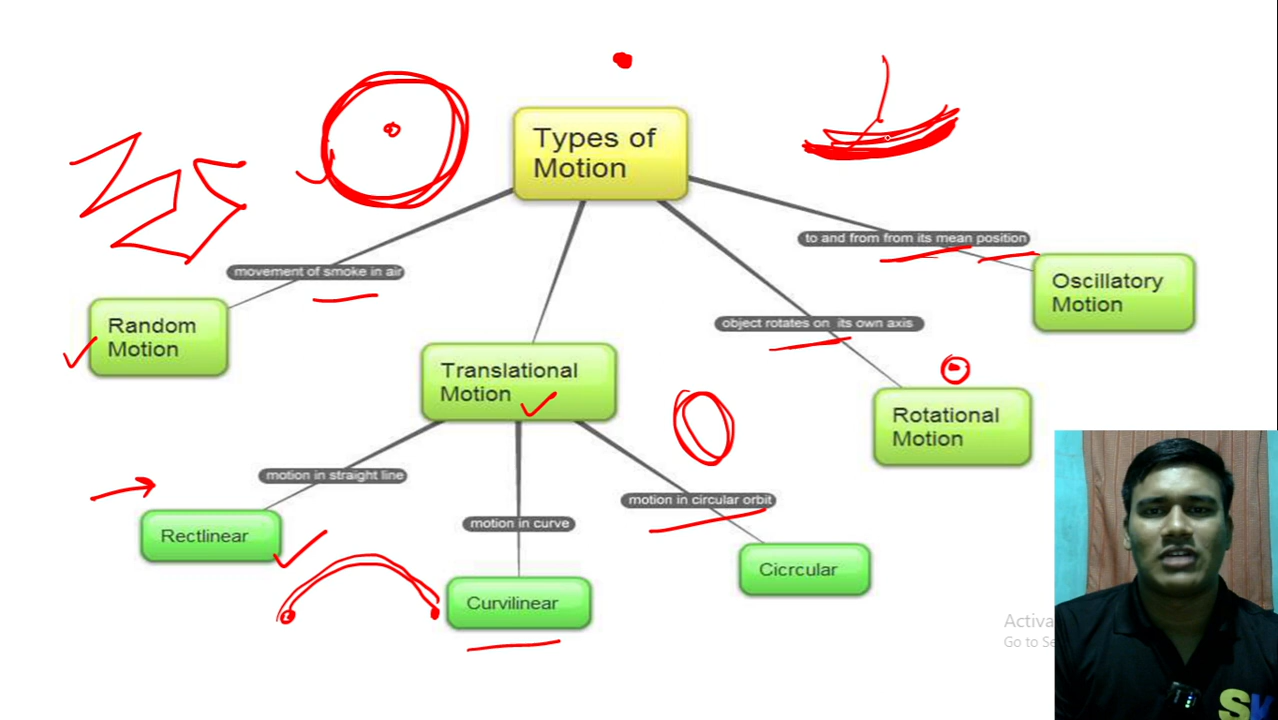 Types of
Motion
to and from from its mean position
movement of smoke in air
Oscillatory
Motion
object rotates on its own axis
Random
Motion
Translational
Motion
Rotational
Motion
motion in straight line
motion in circular orbit
motion in curve
Rectlinear
Cicrcular
Curvilinear
Activa
Go to Se
SV